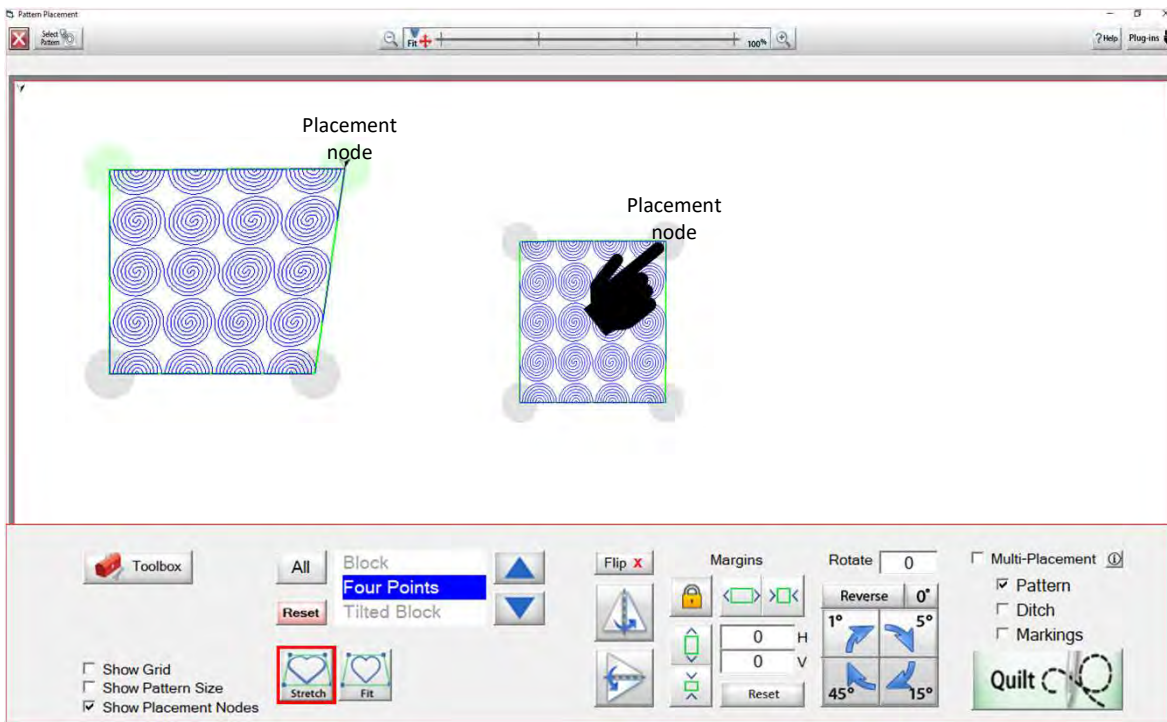 Pattern Placement
Select
Pattern
Fit
100%
?Help
Plug-ins
Placement
node
Placement
node
Toolbox
All
Block
Four Points
Tilted Block
Reset
Stretch
Fit
Show Grid
Show Pattern Size
Show Placement Nodes
Flip X
Margins
0 H
0 V
Reset
Rotate 0
Reverse 0°
1° 5°
45° 15°
Multi-Placement
Pattern
Ditch
Markings
Quilt